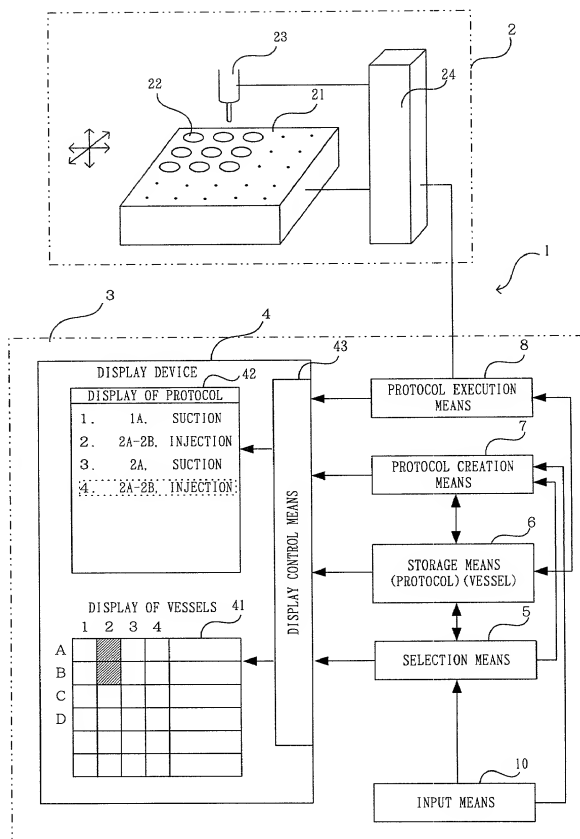 23
2
24
22
21
1
3
4
43
DISPLAY DEVICE
42
8
DISPLAY OF PROTOCOL
PROTOCOL EXECUTION
MEANS
1. 1A. SUCTION
2. 2A-2B. INJECTION
3. 2A. SUCTION
4. 2A-2B. INJECTION
7
PROTOCOL CREATION
MEANS
DISPLAY CONTROL MEANS
6
STORAGE MEANS
(PROTOCOL)(VESSEL)
DISPLAY OF VESSELS
41
1 2 3 4
5
A
B
C
D
SELECTION MEANS
10
INPUT MEANS